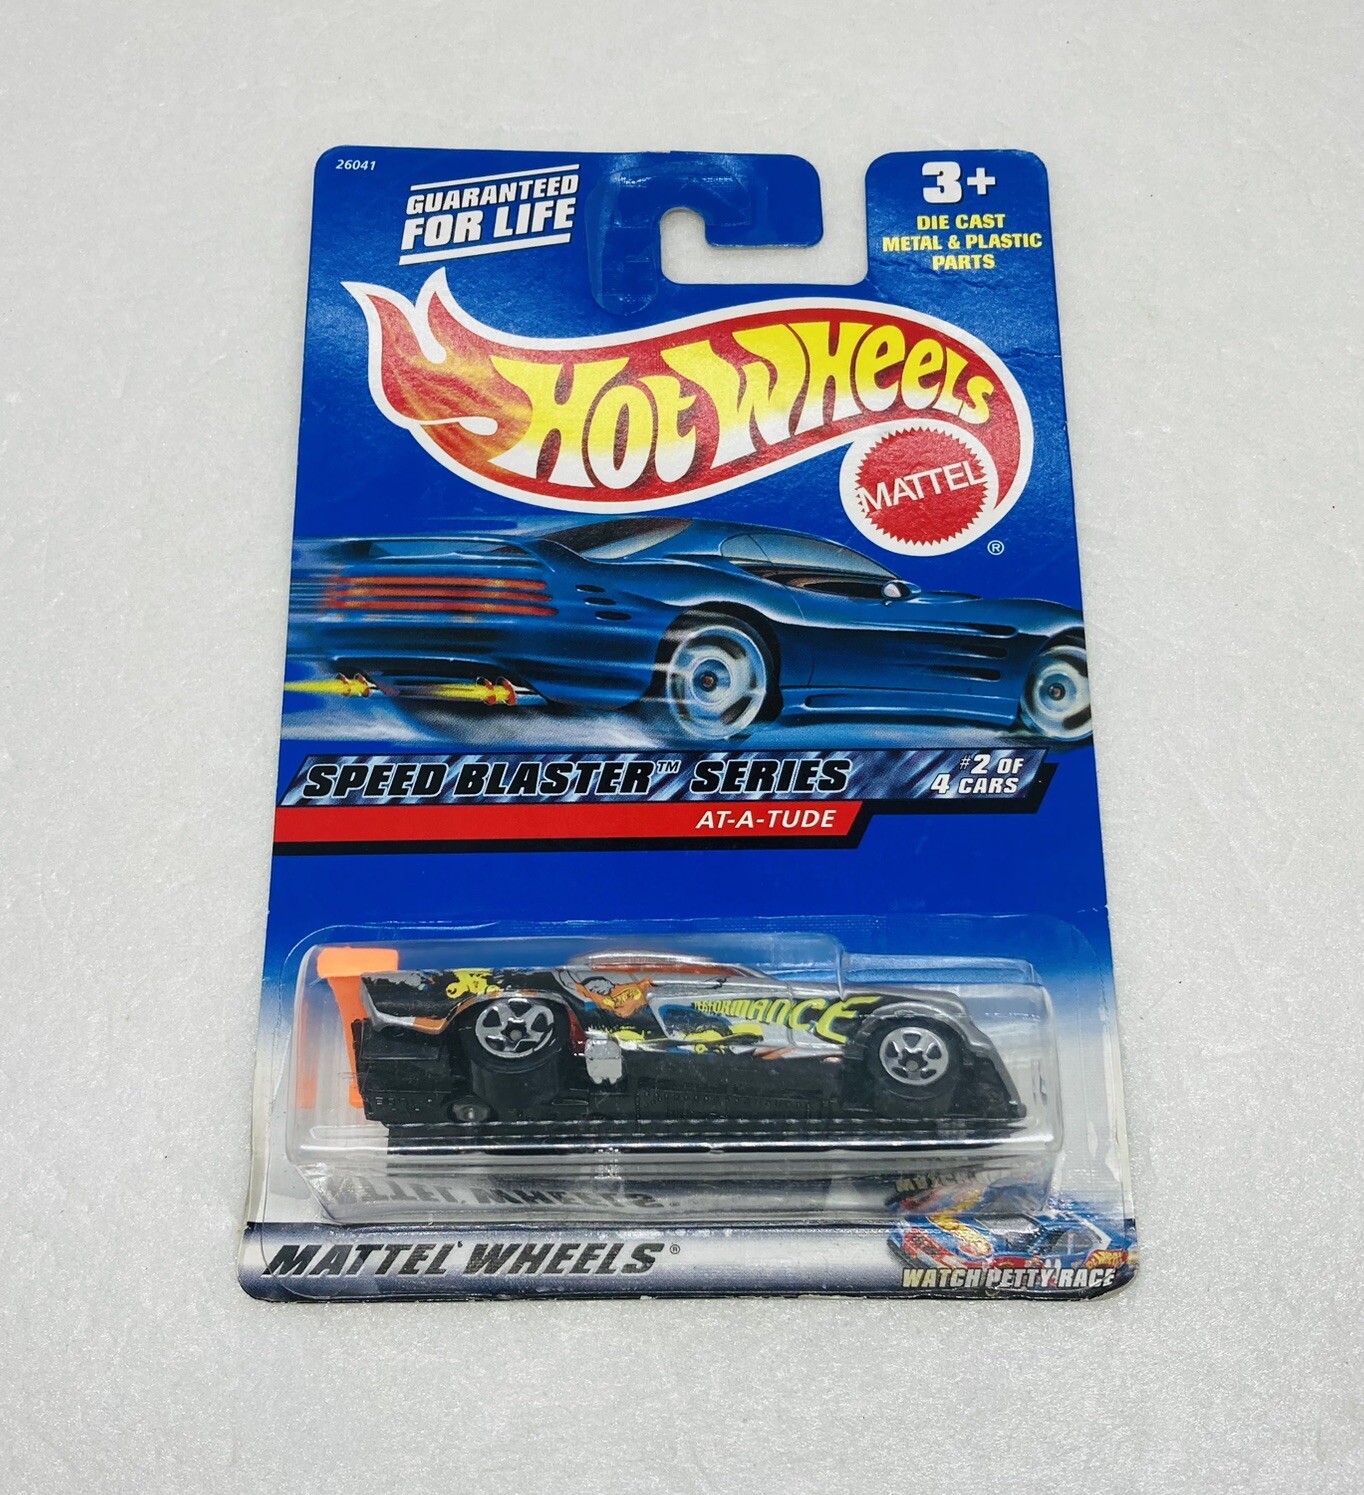 26041
GUARANTEED
FOR LIFE
3+
DIE CAST
METAL & PLASTIC
PARTS
HOT WHEELS
MATTEL
®
SPEED BLASTER™ SERIES
#2 OF
4 CARS
AT-A-TUDE
PERFORMANCE
MATTEL WHEELS®
WATCH PETTY RACE